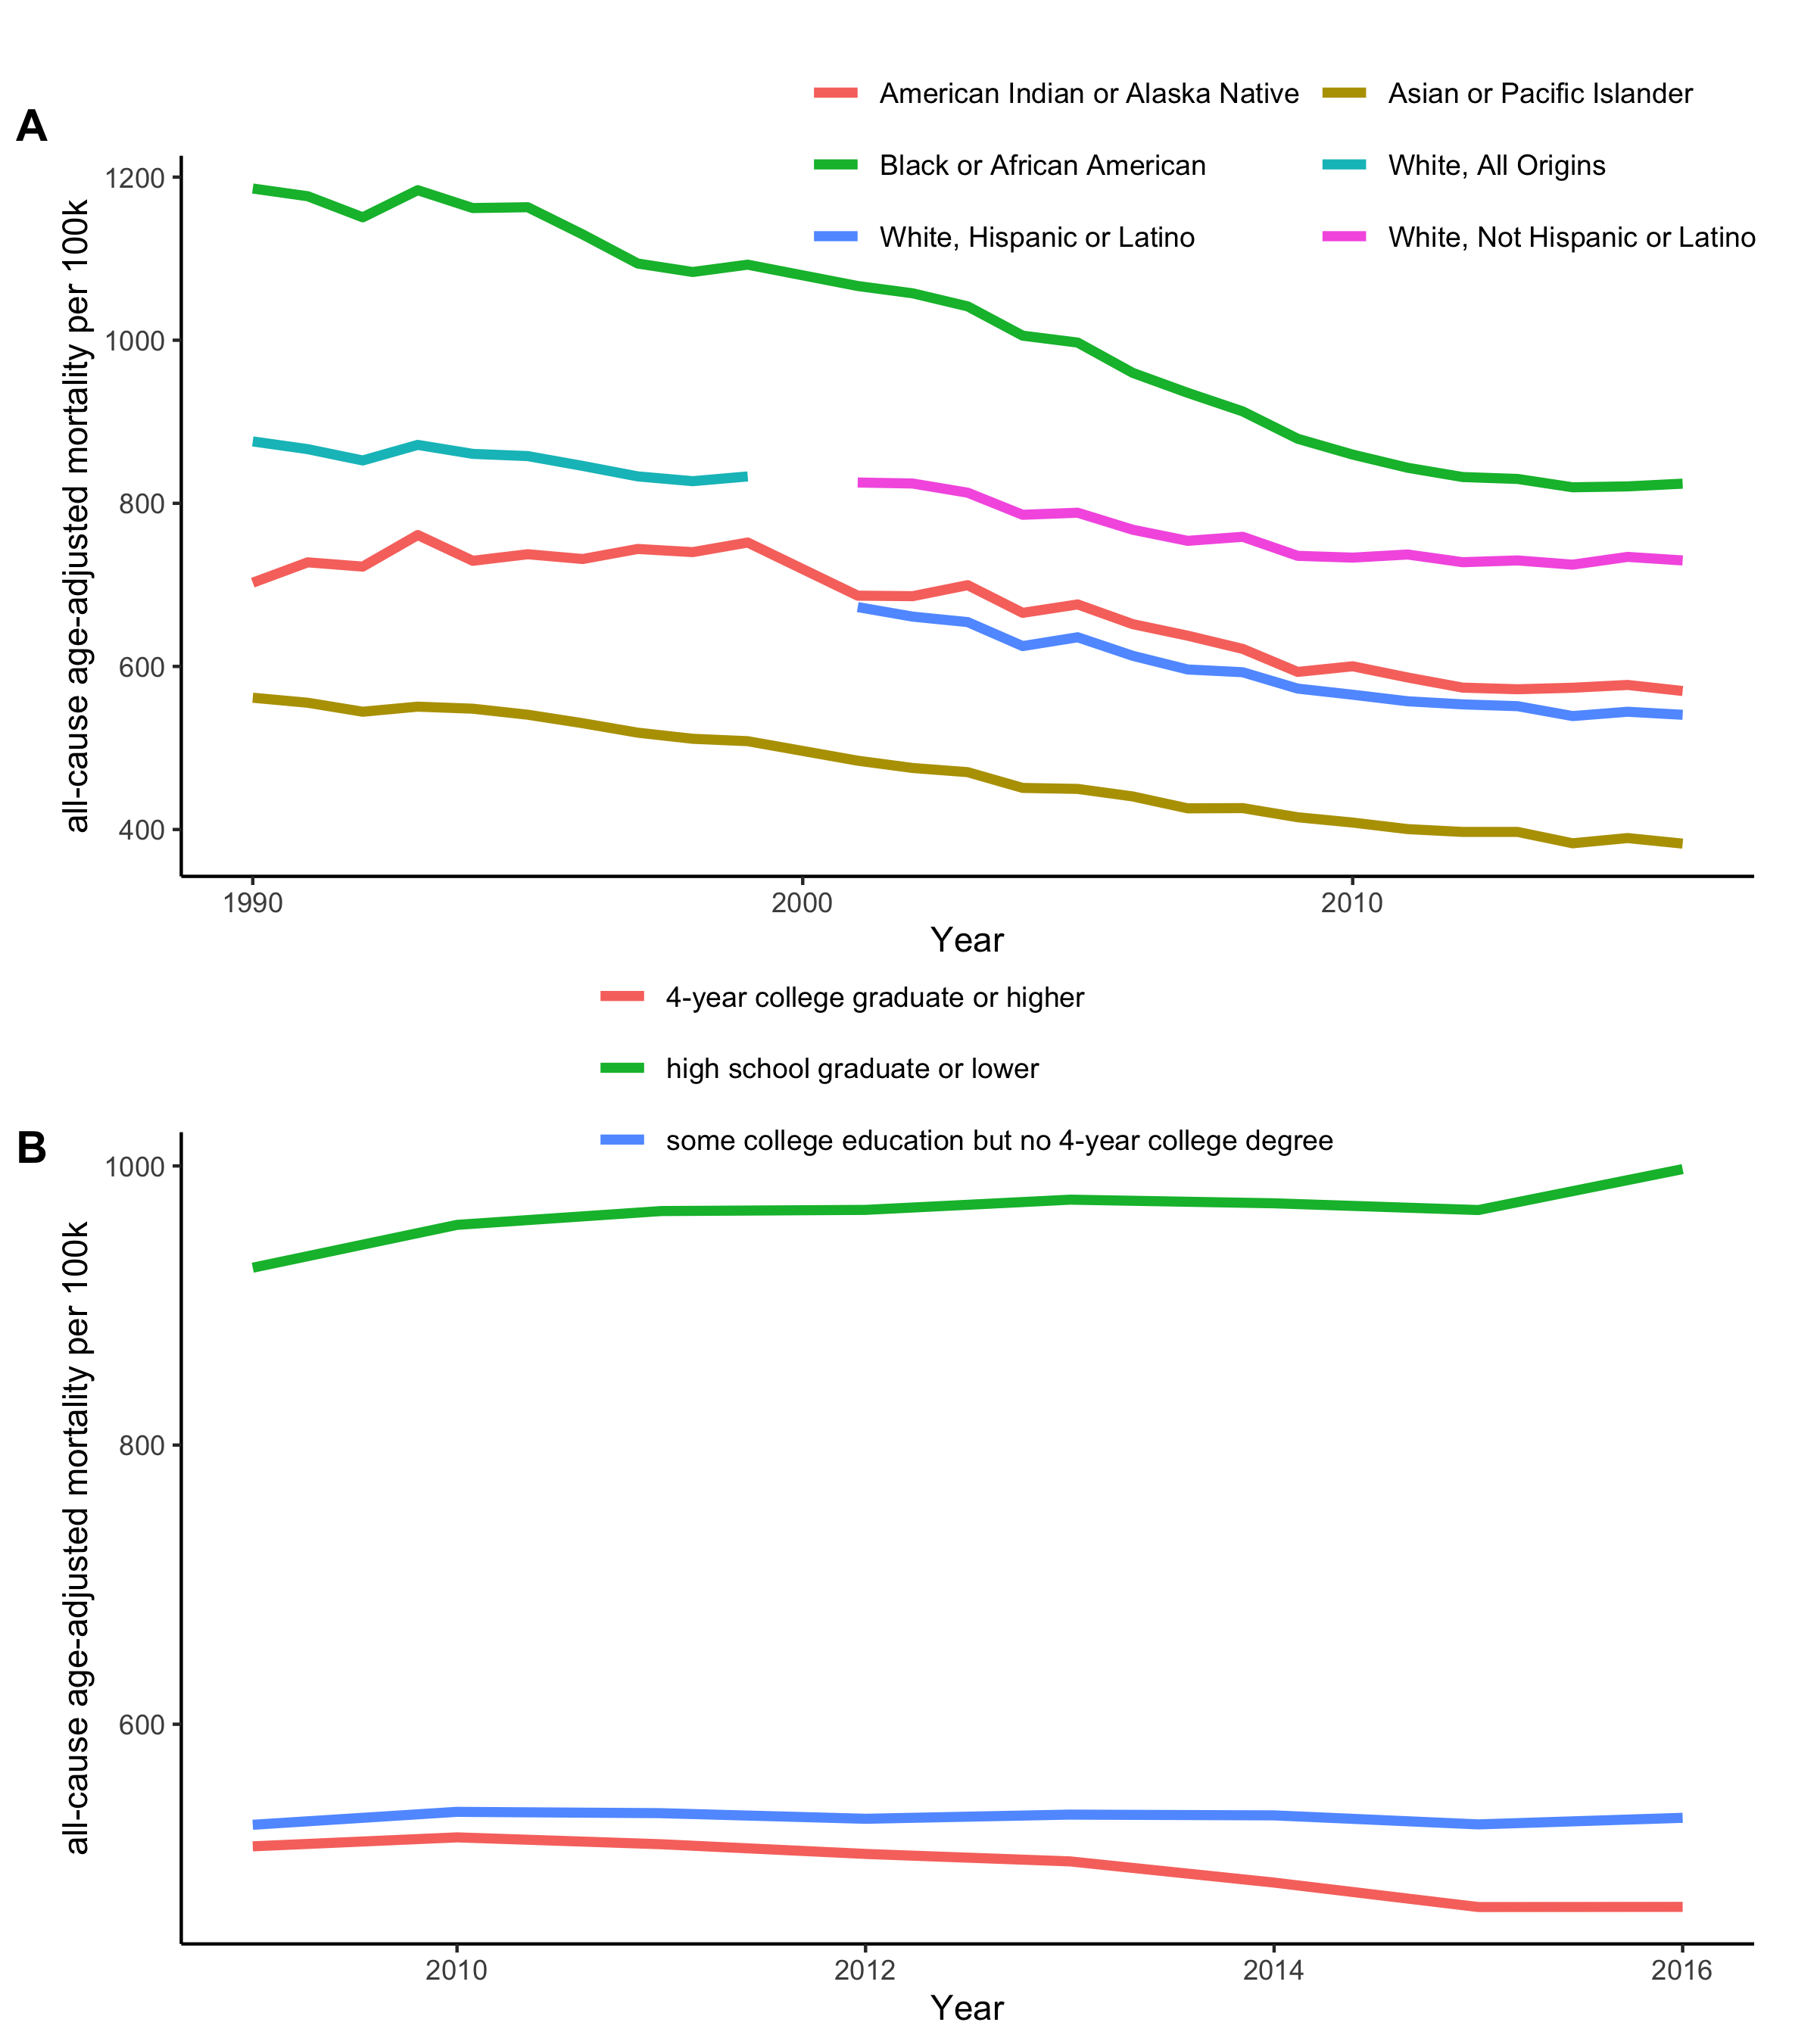 American Indian or Alaska Native
Asian or Pacific Islander
A
Black or African American
White, All Origins
White, Hispanic or Latino
White, Not Hispanic or Latino
all-cause age-adjusted mortality per 100k
1200
1000
800
600
400
1990
2000
2010
Year
4-year college graduate or higher
high school graduate or lower
some college education but no 4-year college degree
B
all-cause age-adjusted mortality per 100k
1000
800
600
2010
2012
2014
2016
Year